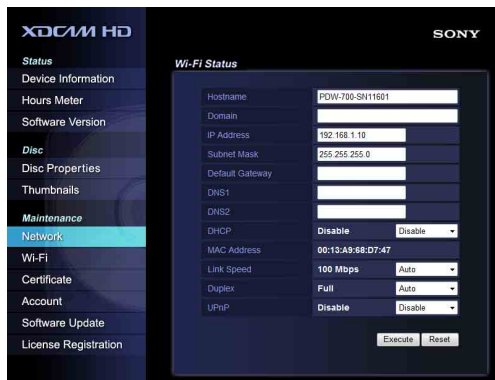 XDCAM HD
SONY
Status
Device Information
Hours Meter
Software Version
Disc
Disc Properties
Thumbnails
Maintenance
Network
Wi-Fi
Certificate
Account
Software Update
License Registration
Wi-Fi Status
Hostname PDW-700-SN11601
Domain
IP Address 192.168.1.10
Subnet Mask 255.255.255.0
Default Gateway
DNS1
DNS2
DHCP Disable Disable
MAC Address 00:13:A9:68:D7:47
Link Speed 100 Mbps Auto
Duplex Full Auto
UPnP Disable Disable
Execute Reset